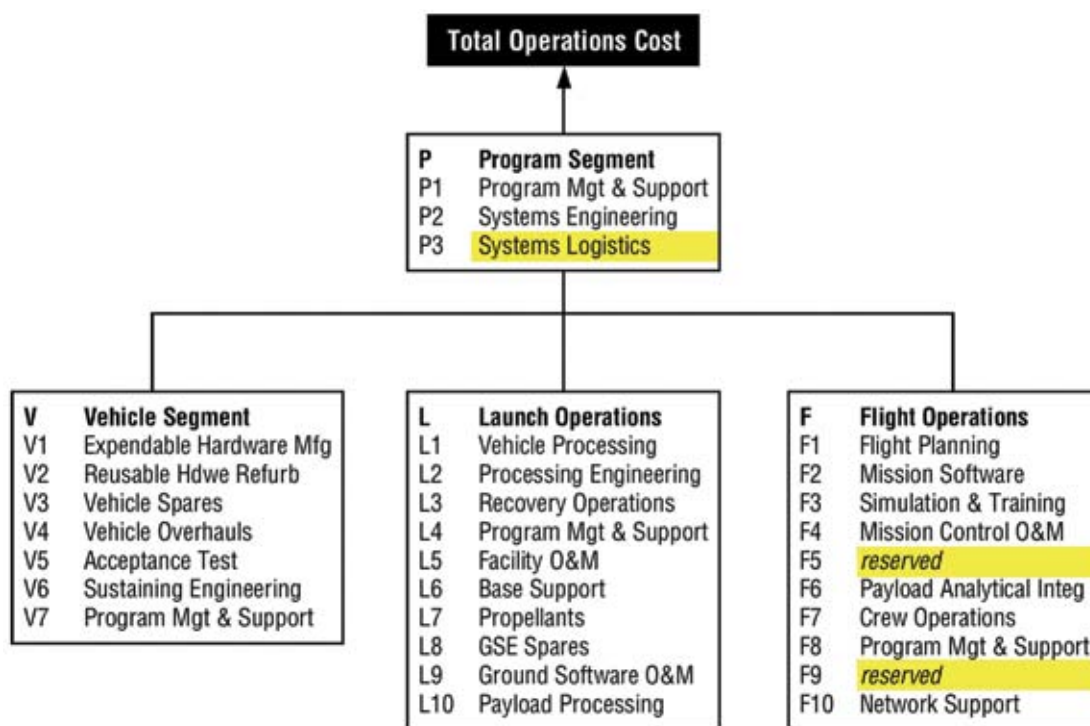 Total Operations Cost
P Program Segment
P1 Program Mgt & Support
P2 Systems Engineering
P3 Systems Logistics
V Vehicle Segment
V1 Expendable Hardware Mfg
V2 Reusable Hdwe Refurb
V3 Vehicle Spares
V4 Vehicle Overhauls
V5 Acceptance Test
V6 Sustaining Engineering
V7 Program Mgt & Support
L Launch Operations
L1 Vehicle Processing
L2 Processing Engineering
L3 Recovery Operations
L4 Program Mgt & Support
L5 Facility O&M
L6 Base Support
L7 Propellants
L8 GSE Spares
L9 Ground Software O&M
L10 Payload Processing
F Flight Operations
F1 Flight Planning
F2 Mission Software
F3 Simulation & Training
F4 Mission Control O&M
F5 reserved
F6 Payload Analytical Integ
F7 Crew Operations
F8 Program Mgt & Support
F9 reserved
F10 Network Support